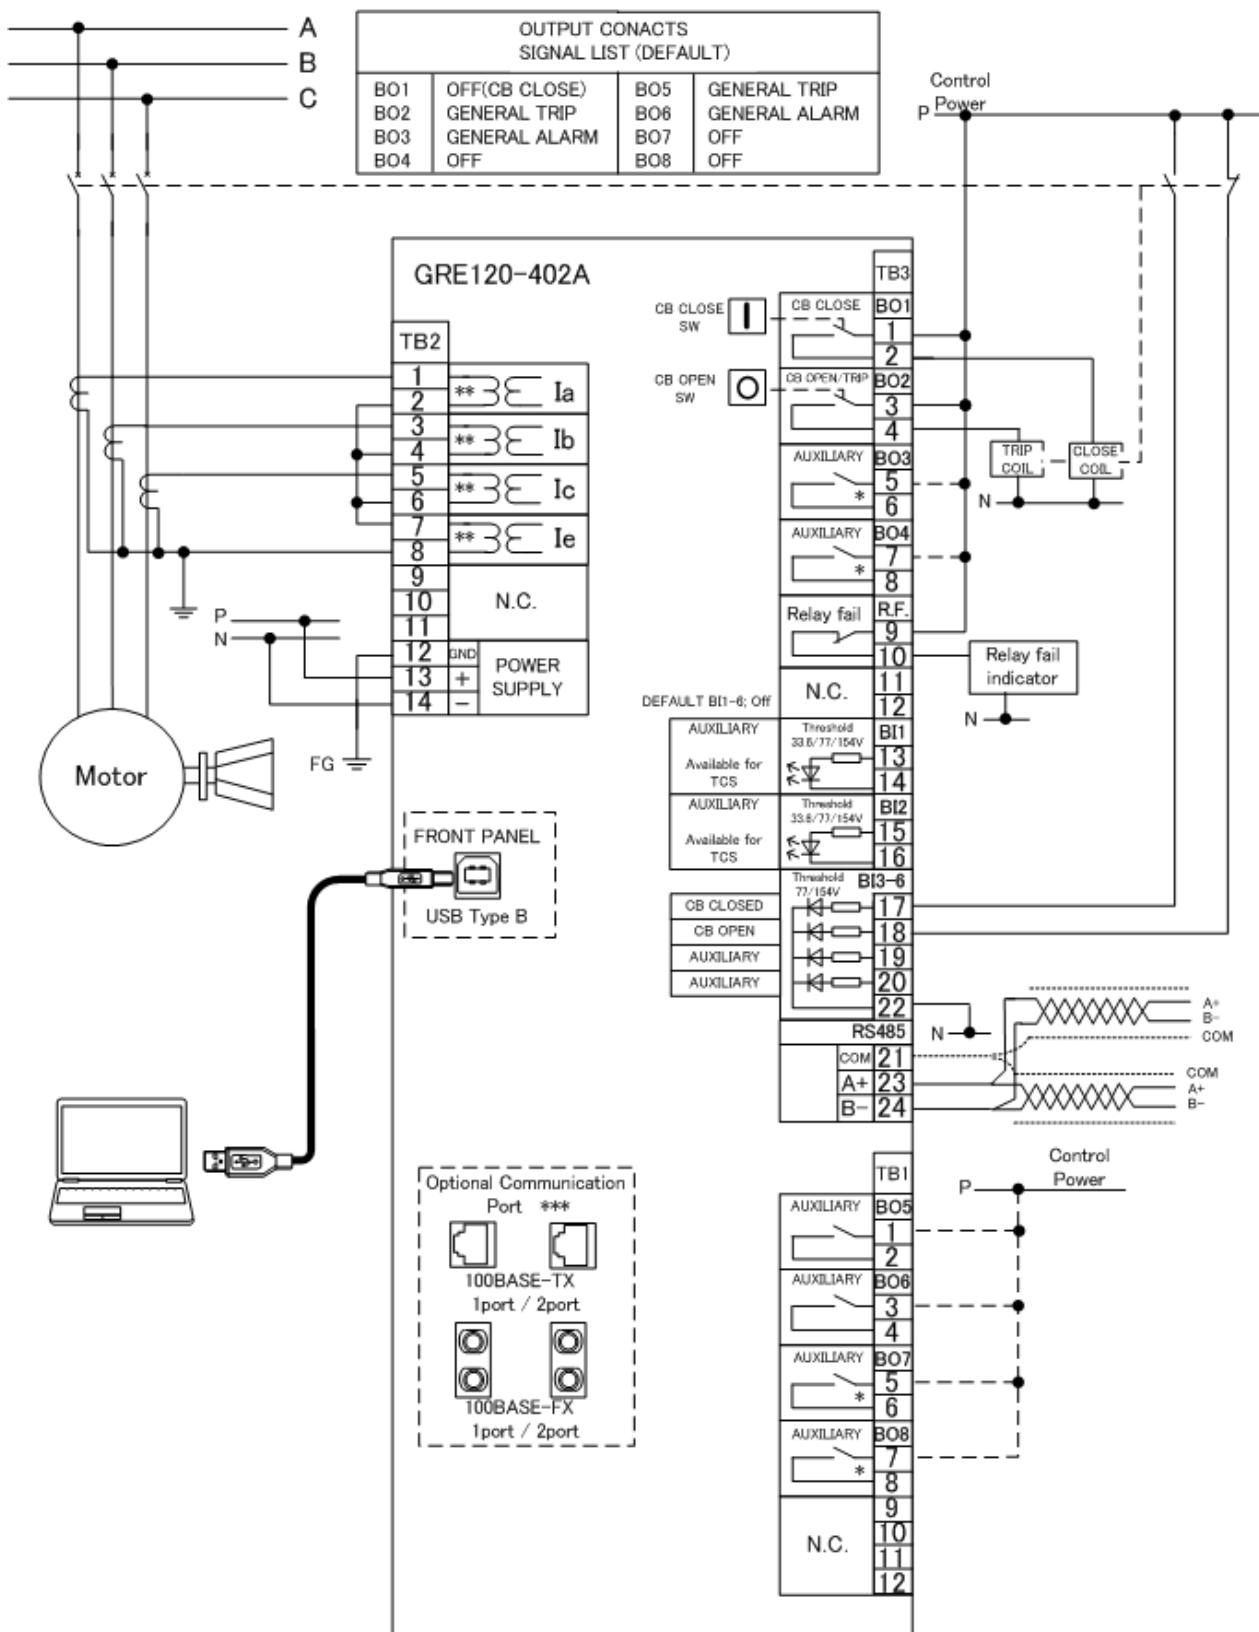 A
B
C
OUTPUT CONACTS
SIGNAL LIST (DEFAULT)
BO1 OFF(CB CLOSE) BO5 GENERAL TRIP
BO2 GENERAL TRIP BO6 GENERAL ALARM
BO3 GENERAL ALARM BO7 OFF
BO4 OFF BO8 OFF
Control
Power
P
GRE120-402A
TB2
1
2
** Ia
3
4
** Ib
5
6
** Ic
7
8
** Ie
9
10
11
N.C.
12 GND
13 +
14 -
POWER
SUPPLY
P
N
FG
Motor
TB3
CB CLOSE
SW
CB CLOSE BO1
1
2
CB OPEN
SW
CB OPEN/TRIP BO2
3
4
AUXILIARY BO3
5
* 6
AUXILIARY BO4
7
* 8
Relay fail R.F.
9
10
N.C.
11
12
TRIP
COIL
CLOSE
COIL
N
Relay fail
indicator
N
DEFAULT BI1-6; Off
AUXILIARY
Available for
TCS
Threshold
33.6/77/154V
BI1
13
14
AUXILIARY
Available for
TCS
Threshold
33.6/77/154V
BI2
15
16
Threshold
77/154V
BI3-6
CB CLOSED 17
CB OPEN 18
AUXILIARY 19
AUXILIARY 20
22
RS485
COM 21
A+ 23
B- 24
N
A+
B-
COM
COM
A+
B-
FRONT PANEL
USB Type B
Optional Communication
Port ***
100BASE-TX
1port / 2port
100BASE-FX
1port / 2port
TB1
Control
Power
P
AUXILIARY BO5
1
2
AUXILIARY BO6
3
4
AUXILIARY BO7
5
* 6
AUXILIARY BO8
7
* 8
N.C.
9
10
11
12